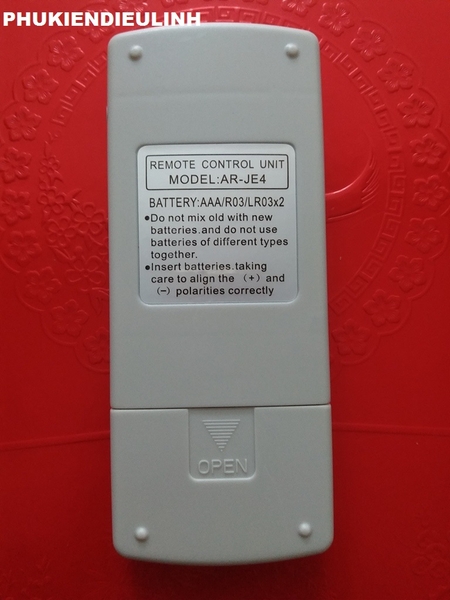 PHUKIENDIEULINH
REMOTE CONTROL UNIT
MODEL:AR-JE4
BATTERY:AAA/R03/LR03x2
●Do not mix old with new
batteries.and do not use
batteries of different types
together.
●Insert batteries.taking
care to align the (+) and
(−) polarities correctly
OPEN